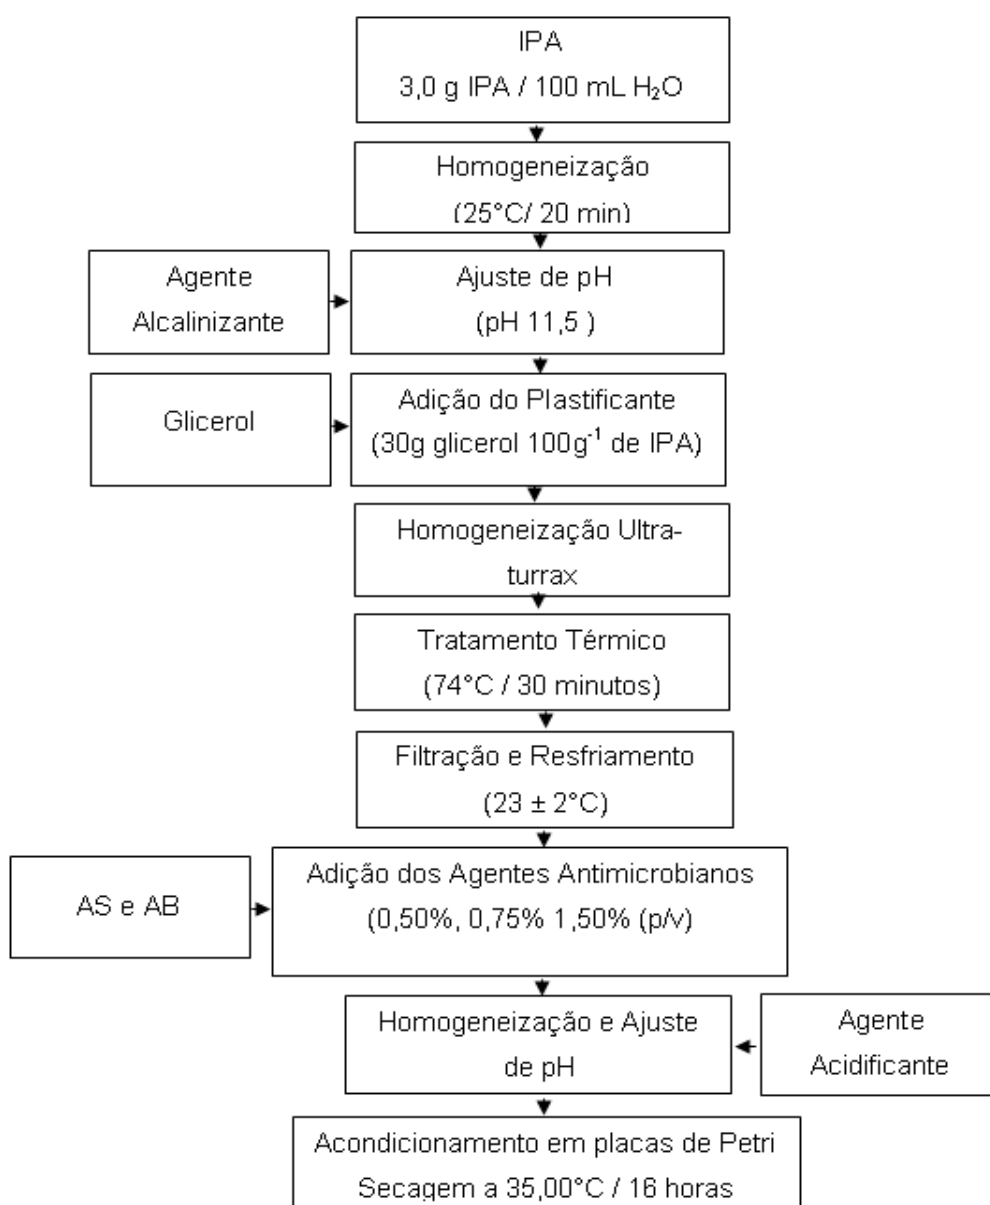 IPA
3,0 g IPA / 100 mL H₂O
Homogeneização
(25°C/ 20 min)
Agente
Alcalinizante
Ajuste de pH
(pH 11,5 )
Glicerol
Adição do Plastificante
(30g glicerol 100g⁻¹ de IPA)
Homogeneização Ultra-
turrax
Tratamento Térmico
(74°C / 30 minutos)
Filtração e Resfriamento
(23 ± 2°C)
AS e AB
Adição dos Agentes Antimicrobianos
(0,50%, 0,75% 1,50% (p/v)
Homogeneização e Ajuste
de pH
Agente
Acidificante
Acondicionamento em placas de Petri
Secagem a 35,00°C / 16 horas